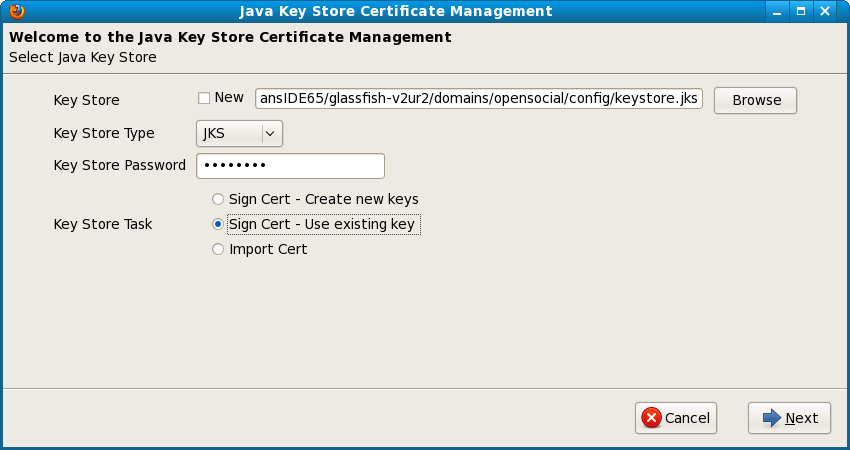 Java Key Store Certificate Management
Welcome to the Java Key Store Certificate Management
Select Java Key Store
Key Store New ansIDE65/glassfish-v2ur2/domains/opensocial/config/keystore.jks Browse
Key Store Type JKS
Key Store Password ••••••••
Sign Cert - Create new keys
Key Store Task Sign Cert - Use existing key
Import Cert
Cancel Next